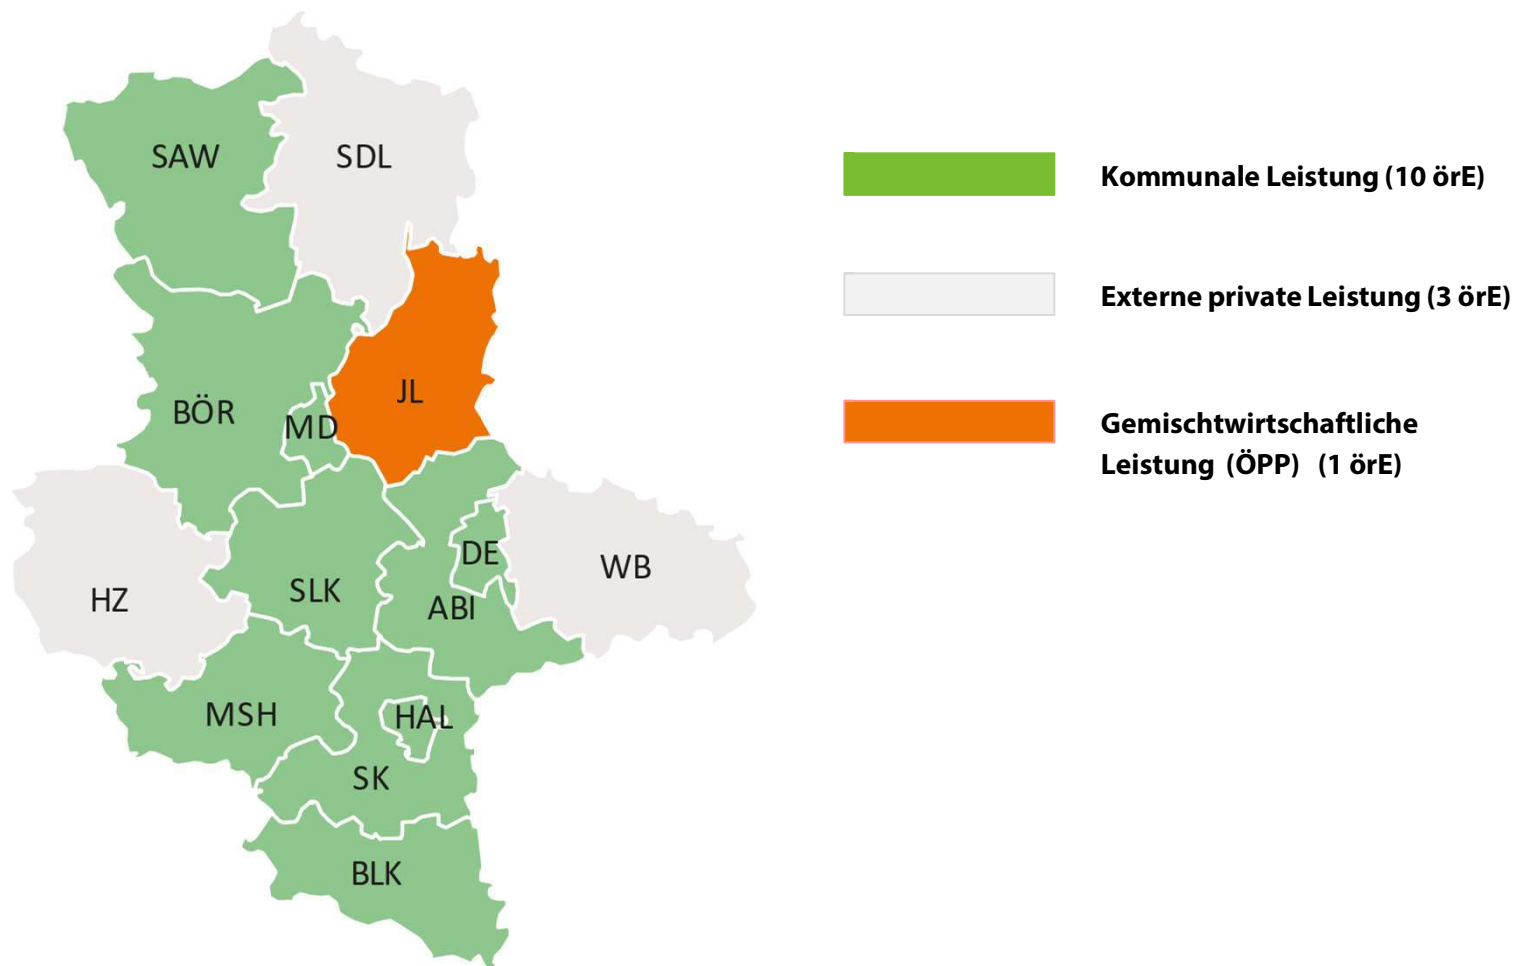 SAW
SDL
BÖR
MD
JL
HZ
SLK
DE
ABI
WB
MSH
HAL
SK
BLK
Kommunale Leistung (10 örE)
Externe private Leistung (3 örE)
Gemischtwirtschaftliche
Leistung (ÖPP) (1 örE)